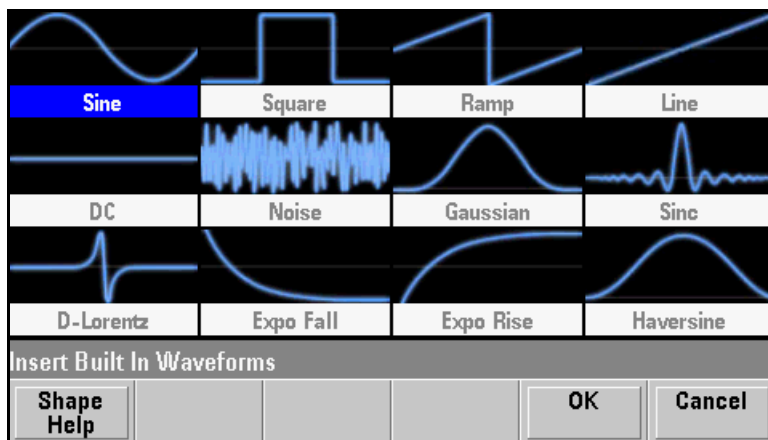 Sine Square Ramp Line
DC Noise Gaussian Sinc
D-Lorentz Expo Fall Expo Rise Haversine
Insert Built In Waveforms
Shape Help OK Cancel